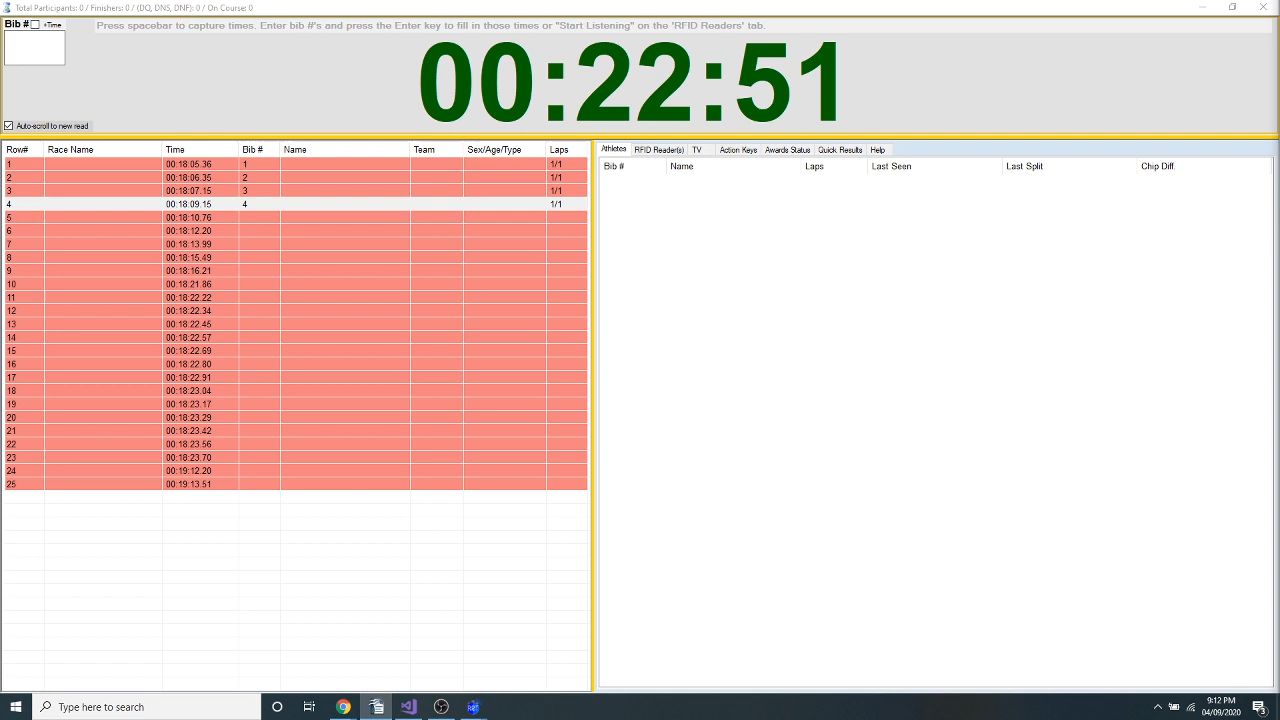 Total Participants: 0 / Finishers: 0 / (DQ, DNS, DNF): 0 / On Course: 0
Bib # +Time
Press spacebar to capture times. Enter bib #'s and press the Enter key to fill in those times or "Start Listening" on the 'RFID Readers' tab.
00:22:51
Auto-scroll to new read
Row# Race Name Time Bib # Name Team Sex/Age/Type Laps
1 00:18:05.36 1 1/1
2 00:18:06.35 2 1/1
3 00:18:07.15 3 1/1
4 00:18:09.15 4 1/1
5 00:18:10.76
6 00:18:12.20
7 00:18:13.99
8 00:18:15.49
9 00:18:16.21
10 00:18:21.86
11 00:18:22.22
12 00:18:22.34
13 00:18:22.45
14 00:18:22.57
15 00:18:22.69
16 00:18:22.80
17 00:18:22.91
18 00:18:23.04
19 00:18:23.17
20 00:18:23.29
21 00:18:23.42
22 00:18:23.56
23 00:18:23.70
24 00:19:12.20
25 00:19:13.51
Athletes RFID Reader(s) TV Action Keys Awards Status Quick Results Help
Bib # Name Laps Last Seen Last Split Chip Diff.
Type here to search
9:12 PM
04/09/2020
3